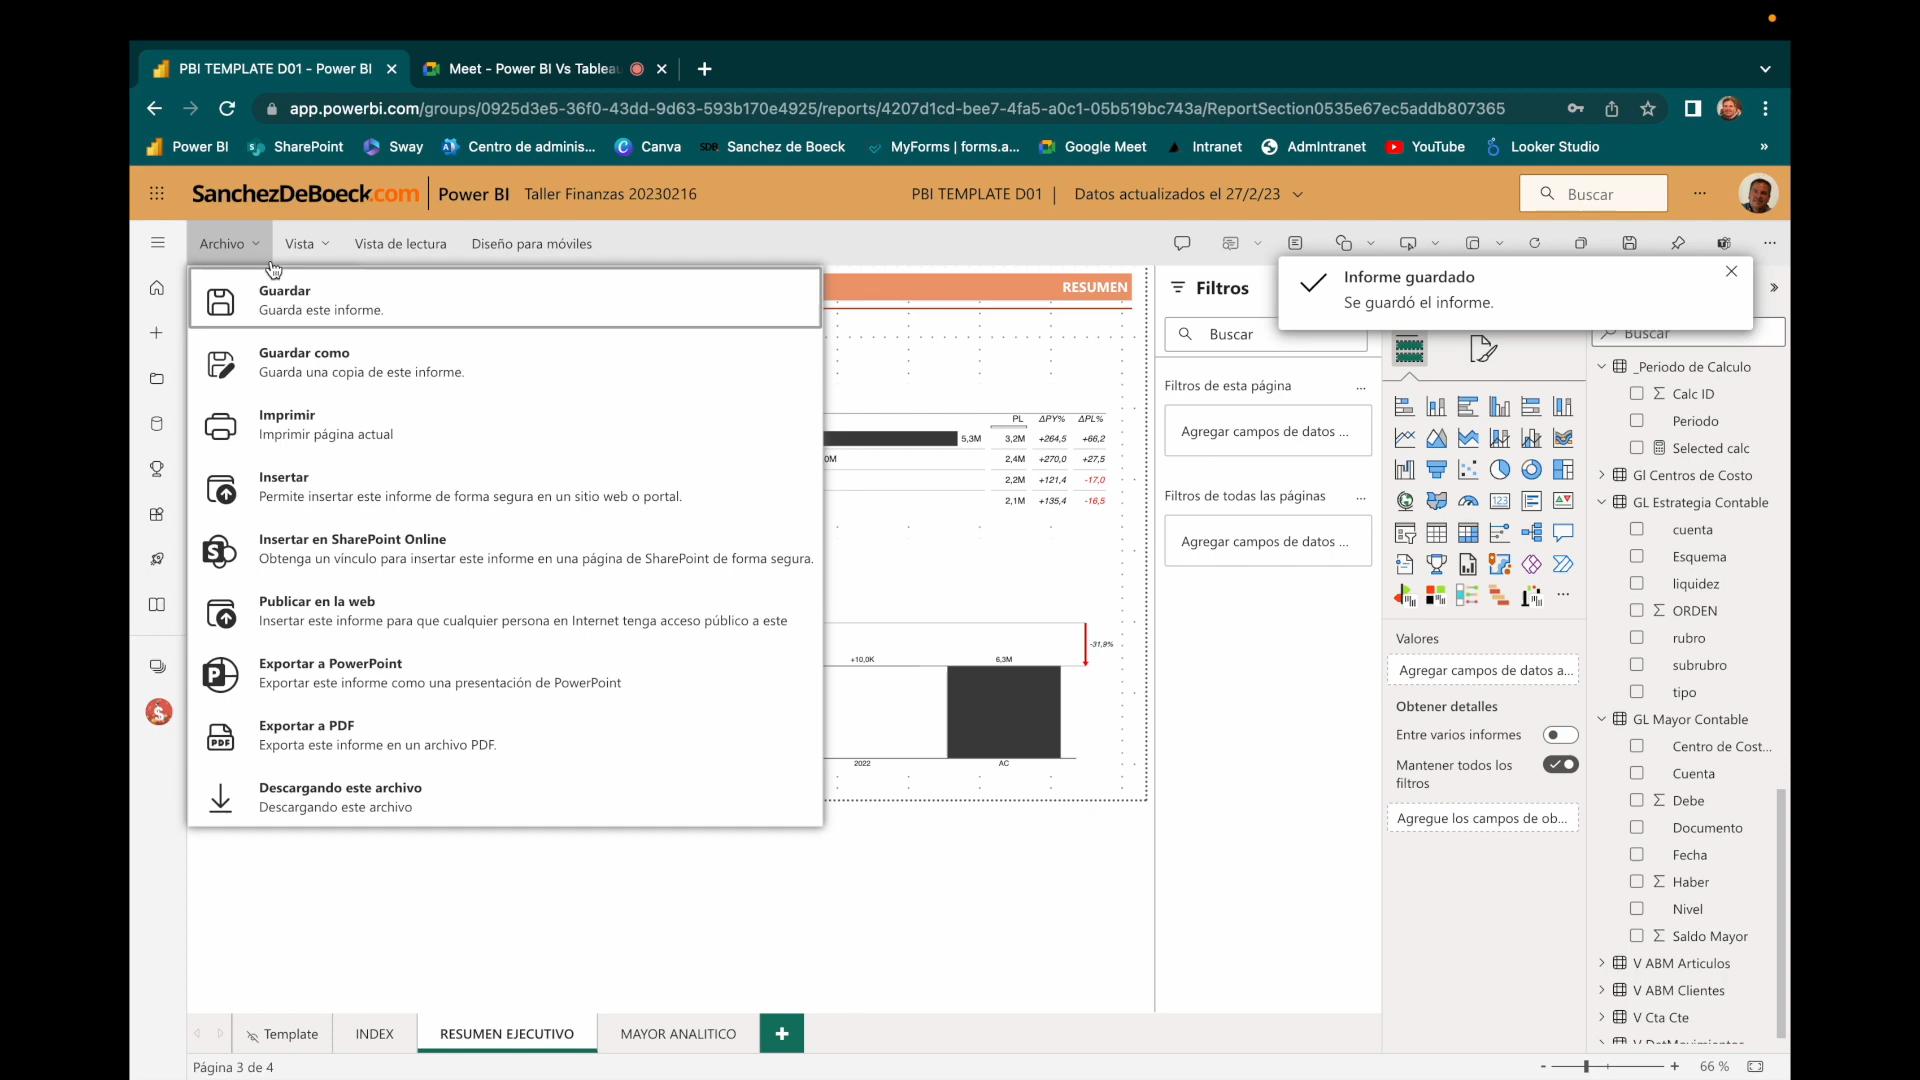 PBI TEMPLATE D01 - Power BI
Meet - Power BI Vs Tableau
app.powerbi.com/groups/0925d3e5-36f0-43dd-9d63-593b170e4925/reports/4207d1cd-bee7-4fa5-a0c1-05b519bc743a/ReportSection0535e67ec5addb807365
Power BI
SharePoint
Sway
Centro de adminis...
Canva
SDB
Sanchez de Boeck
MyForms | forms.a...
Google Meet
Intranet
AdmIntranet
YouTube
Looker Studio
»
SanchezDeBoeck.com
Power BI
Taller Finanzas 20230216
PBI TEMPLATE D01
Datos actualizados el 27/2/23
Buscar
Archivo
Vista
Vista de lectura
Diseño para móviles
Informe guardado
Se guardó el informe.
Guardar
Guarda este informe.
Guardar como
Guarda una copia de este informe.
Imprimir
Imprimir página actual
Insertar
Permite insertar este informe de forma segura en un sitio web o portal.
Insertar en SharePoint Online
Obtenga un vínculo para insertar este informe en una página de SharePoint de forma segura.
Publicar en la web
Insertar este informe para que cualquier persona en Internet tenga acceso público a este
Exportar a PowerPoint
Exportar este informe como una presentación de PowerPoint
Exportar a PDF
Exporta este informe en un archivo PDF.
Descargando este archivo
Descargando este archivo
RESUMEN
PL ΔPY% ΔPL%
5,3M 3,2M +264,5 +66,2
0M 2,4M +270,0 +27,5
2,2M +121,4 -17,0
2,1M +135,4 -16,5
-31,9%
+10,0K 6,3M
2022 AC
Filtros
Buscar
Filtros de esta página
...
Agregar campos de datos ...
Filtros de todas las páginas
...
Agregar campos de datos ...
Valores
Agregar campos de datos a...
Obtener detalles
Entre varios informes
Mantener todos los
filtros
Agregue los campos de ob...
Buscar
_Periodo de Calculo
Calc ID
Periodo
Selected calc
Gl Centros de Costo
GL Estrategia Contable
cuenta
Esquema
liquidez
ORDEN
rubro
subrubro
tipo
GL Mayor Contable
Centro de Cost...
Cuenta
Debe
Documento
Fecha
Haber
Nivel
Saldo Mayor
V ABM Articulos
V ABM Clientes
V Cta Cte
Template
INDEX
RESUMEN EJECUTIVO
MAYOR ANALITICO
+
Página 3 de 4
- + 66 %